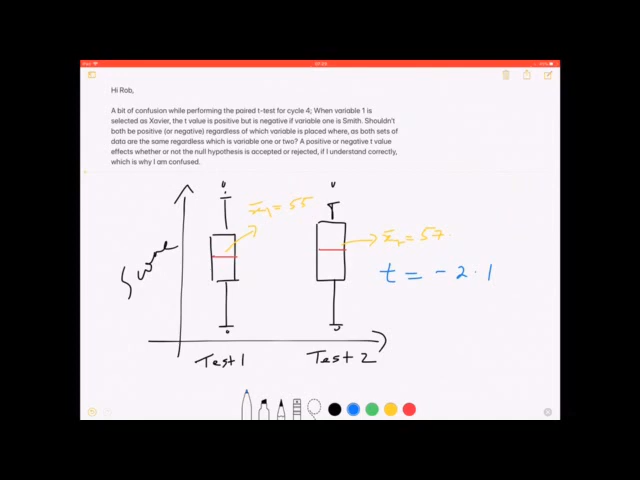 Hi Rob,
A bit of confusion while performing the paired t-test for cycle 4; When variable 1 is
selected as Xavier, the t value is positive but is negative if variable one is Smith. Shouldn't
both be positive (or negative) regardless of which variable is placed where, as both sets of
data are the same regardless which is variable one or two? A positive or negative t value
effects whether or not the null hypothesis is accepted or rejected, if I understand correctly,
which is why I am confused.
x̄₁ = 55
x̄₂ = 57
t = -2.1
Score
Test 1
Test 2